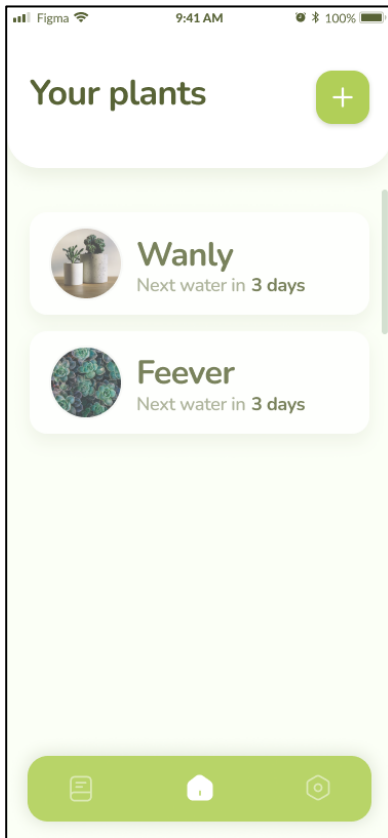 Figma 9:41 AM 100%
Your plants
Wanly
Next water in 3 days
Feever
Next water in 3 days